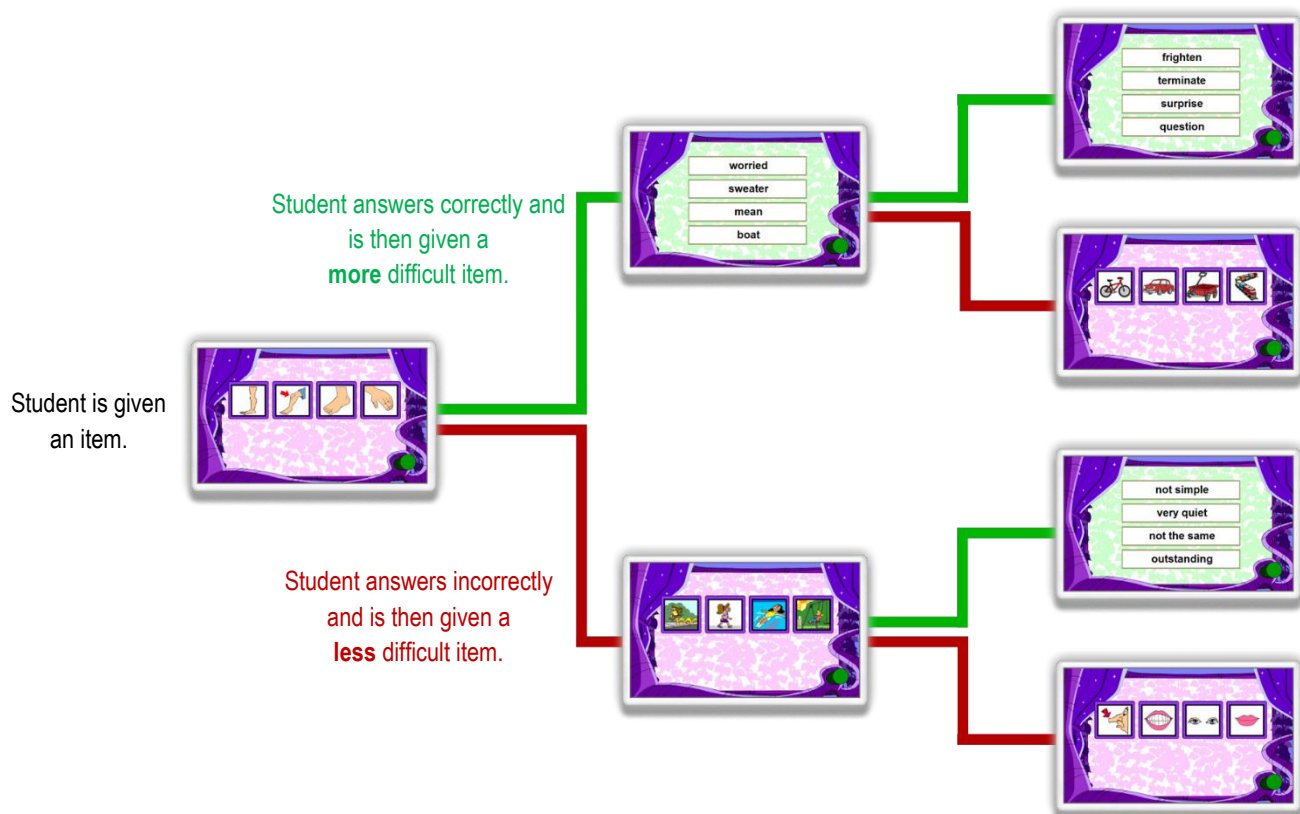 Student is given
an item.
Student answers correctly and
is then given a
more difficult item.
Student answers incorrectly
and is then given a
less difficult item.
worried
sweater
mean
boat
frighten
terminate
surprise
question
not simple
very quiet
not the same
outstanding